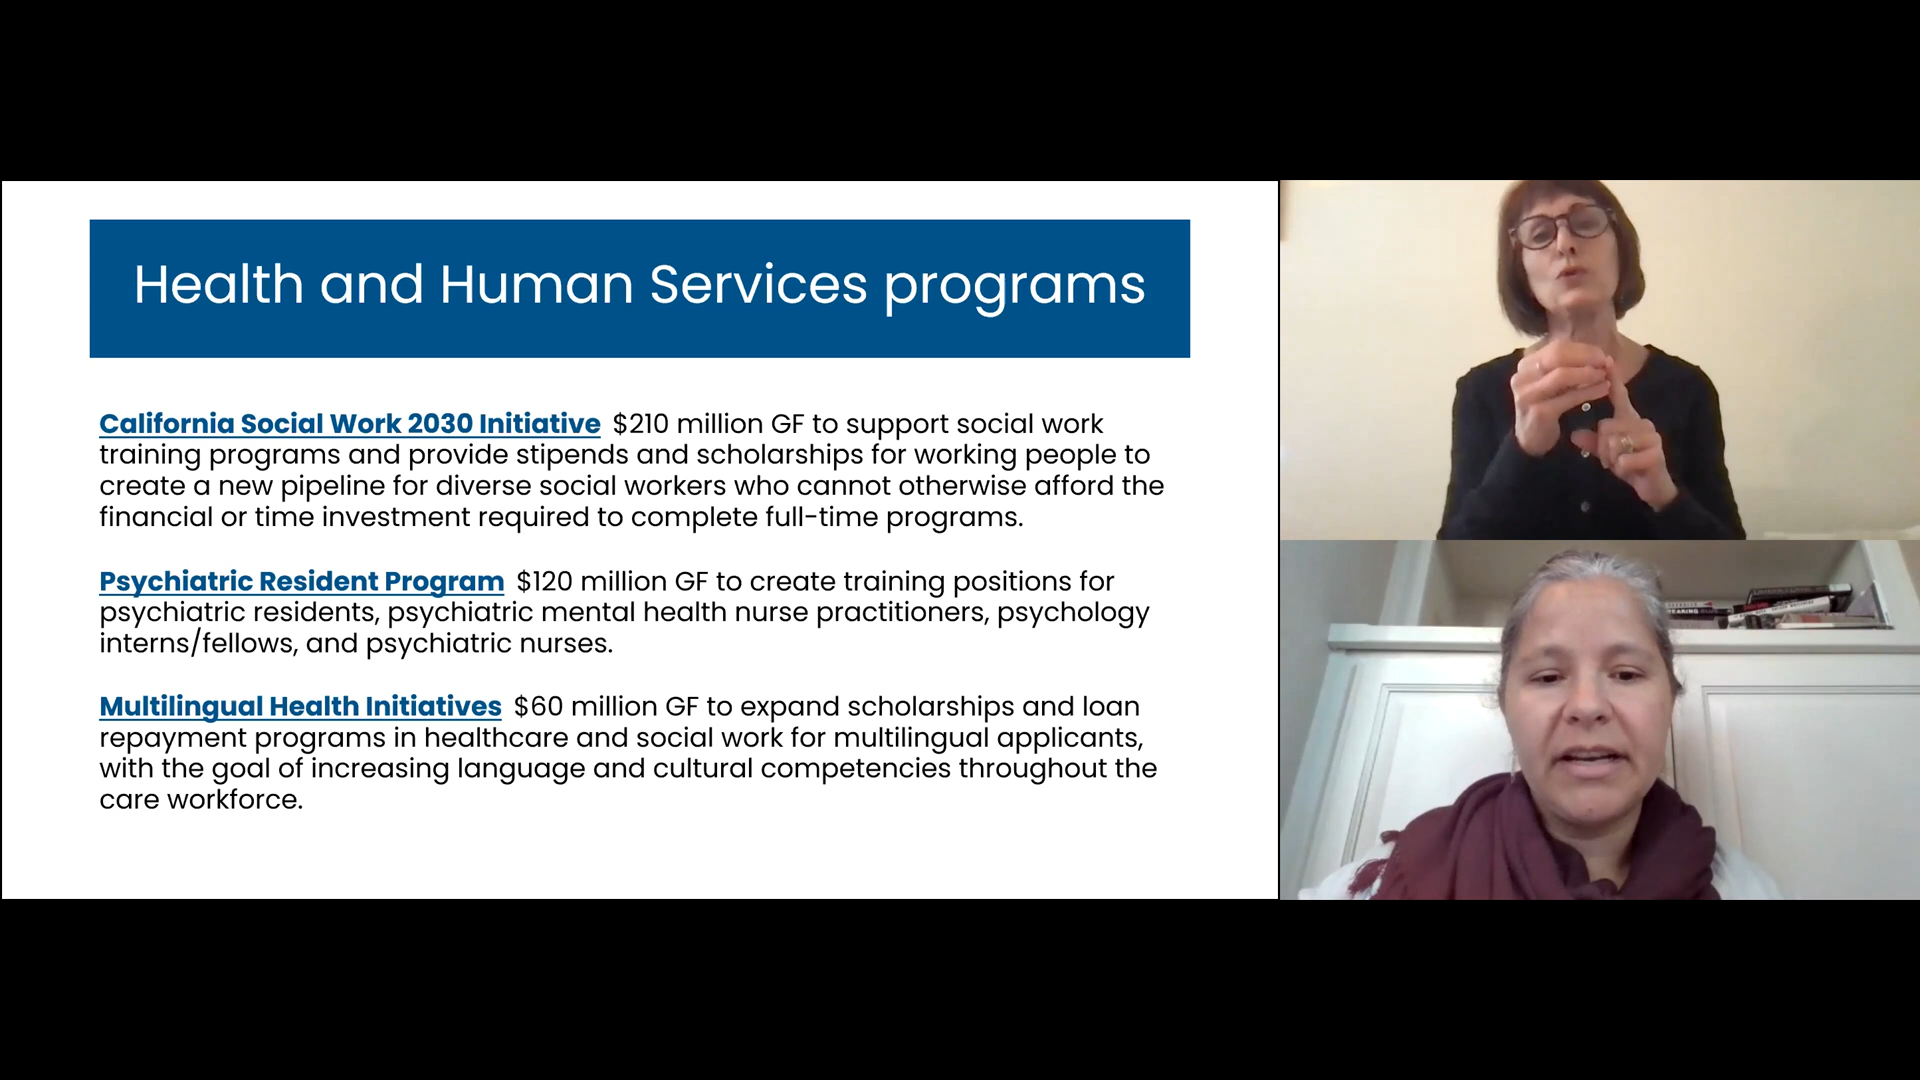 Health and Human Services programs
California Social Work 2030 Initiative $210 million GF to support social work
training programs and provide stipends and scholarships for working people to
create a new pipeline for diverse social workers who cannot otherwise afford the
financial or time investment required to complete full-time programs.
Psychiatric Resident Program $120 million GF to create training positions for
psychiatric residents, psychiatric mental health nurse practitioners, psychology
interns/fellows, and psychiatric nurses.
Multilingual Health Initiatives $60 million GF to expand scholarships and loan
repayment programs in healthcare and social work for multilingual applicants,
with the goal of increasing language and cultural competencies throughout the
care workforce.